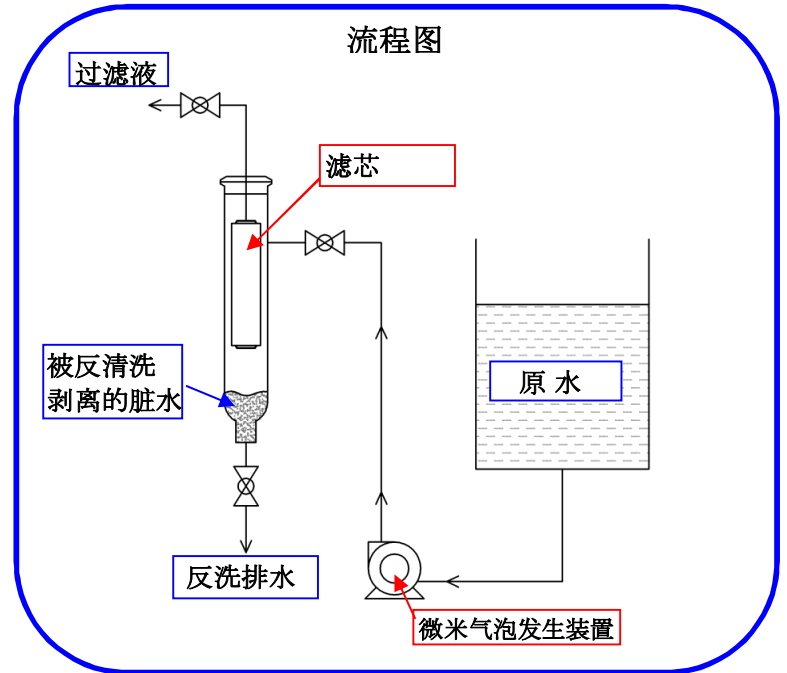 流程图
过滤液
滤芯
被反清洗
剥离的脏水
原 水
反洗排水
微米气泡发生装置